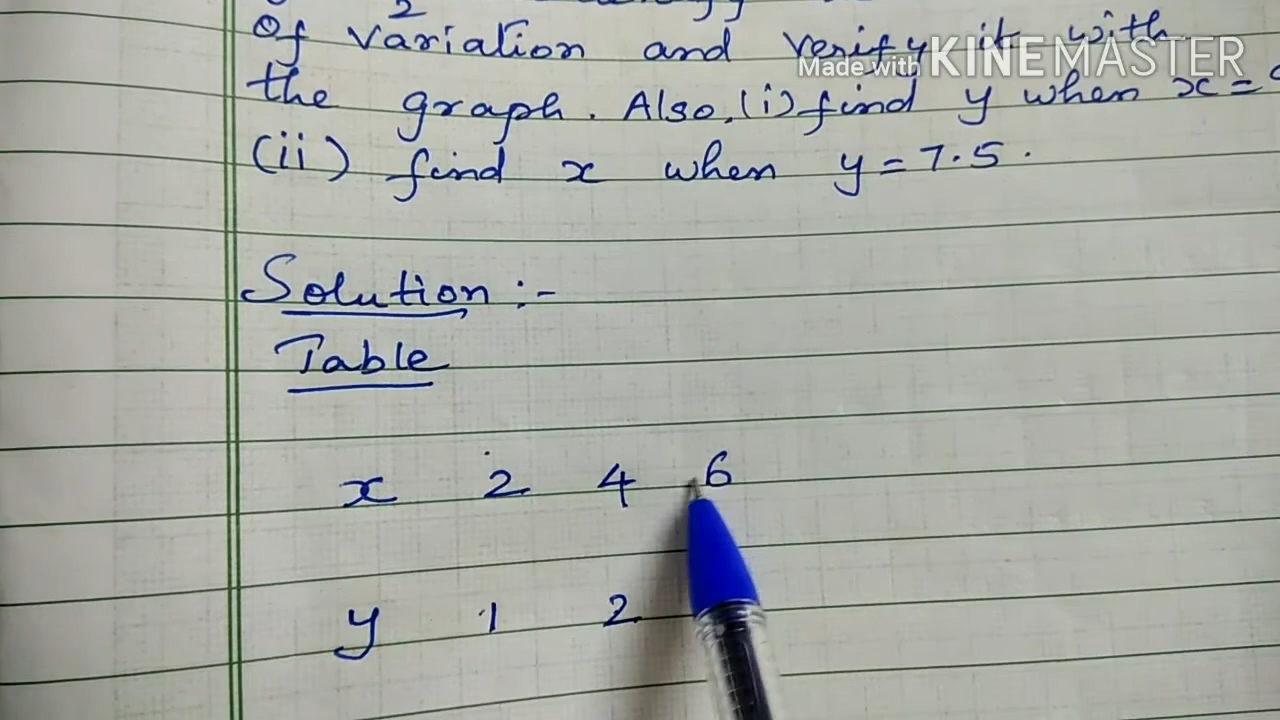 2
of variation and verify it with
the graph. Also, (i) find y when x =
(ii) find x when y = 7.5.
Made with KINEMASTER
Solution :-
Table
x 2 4 6
y 1 2